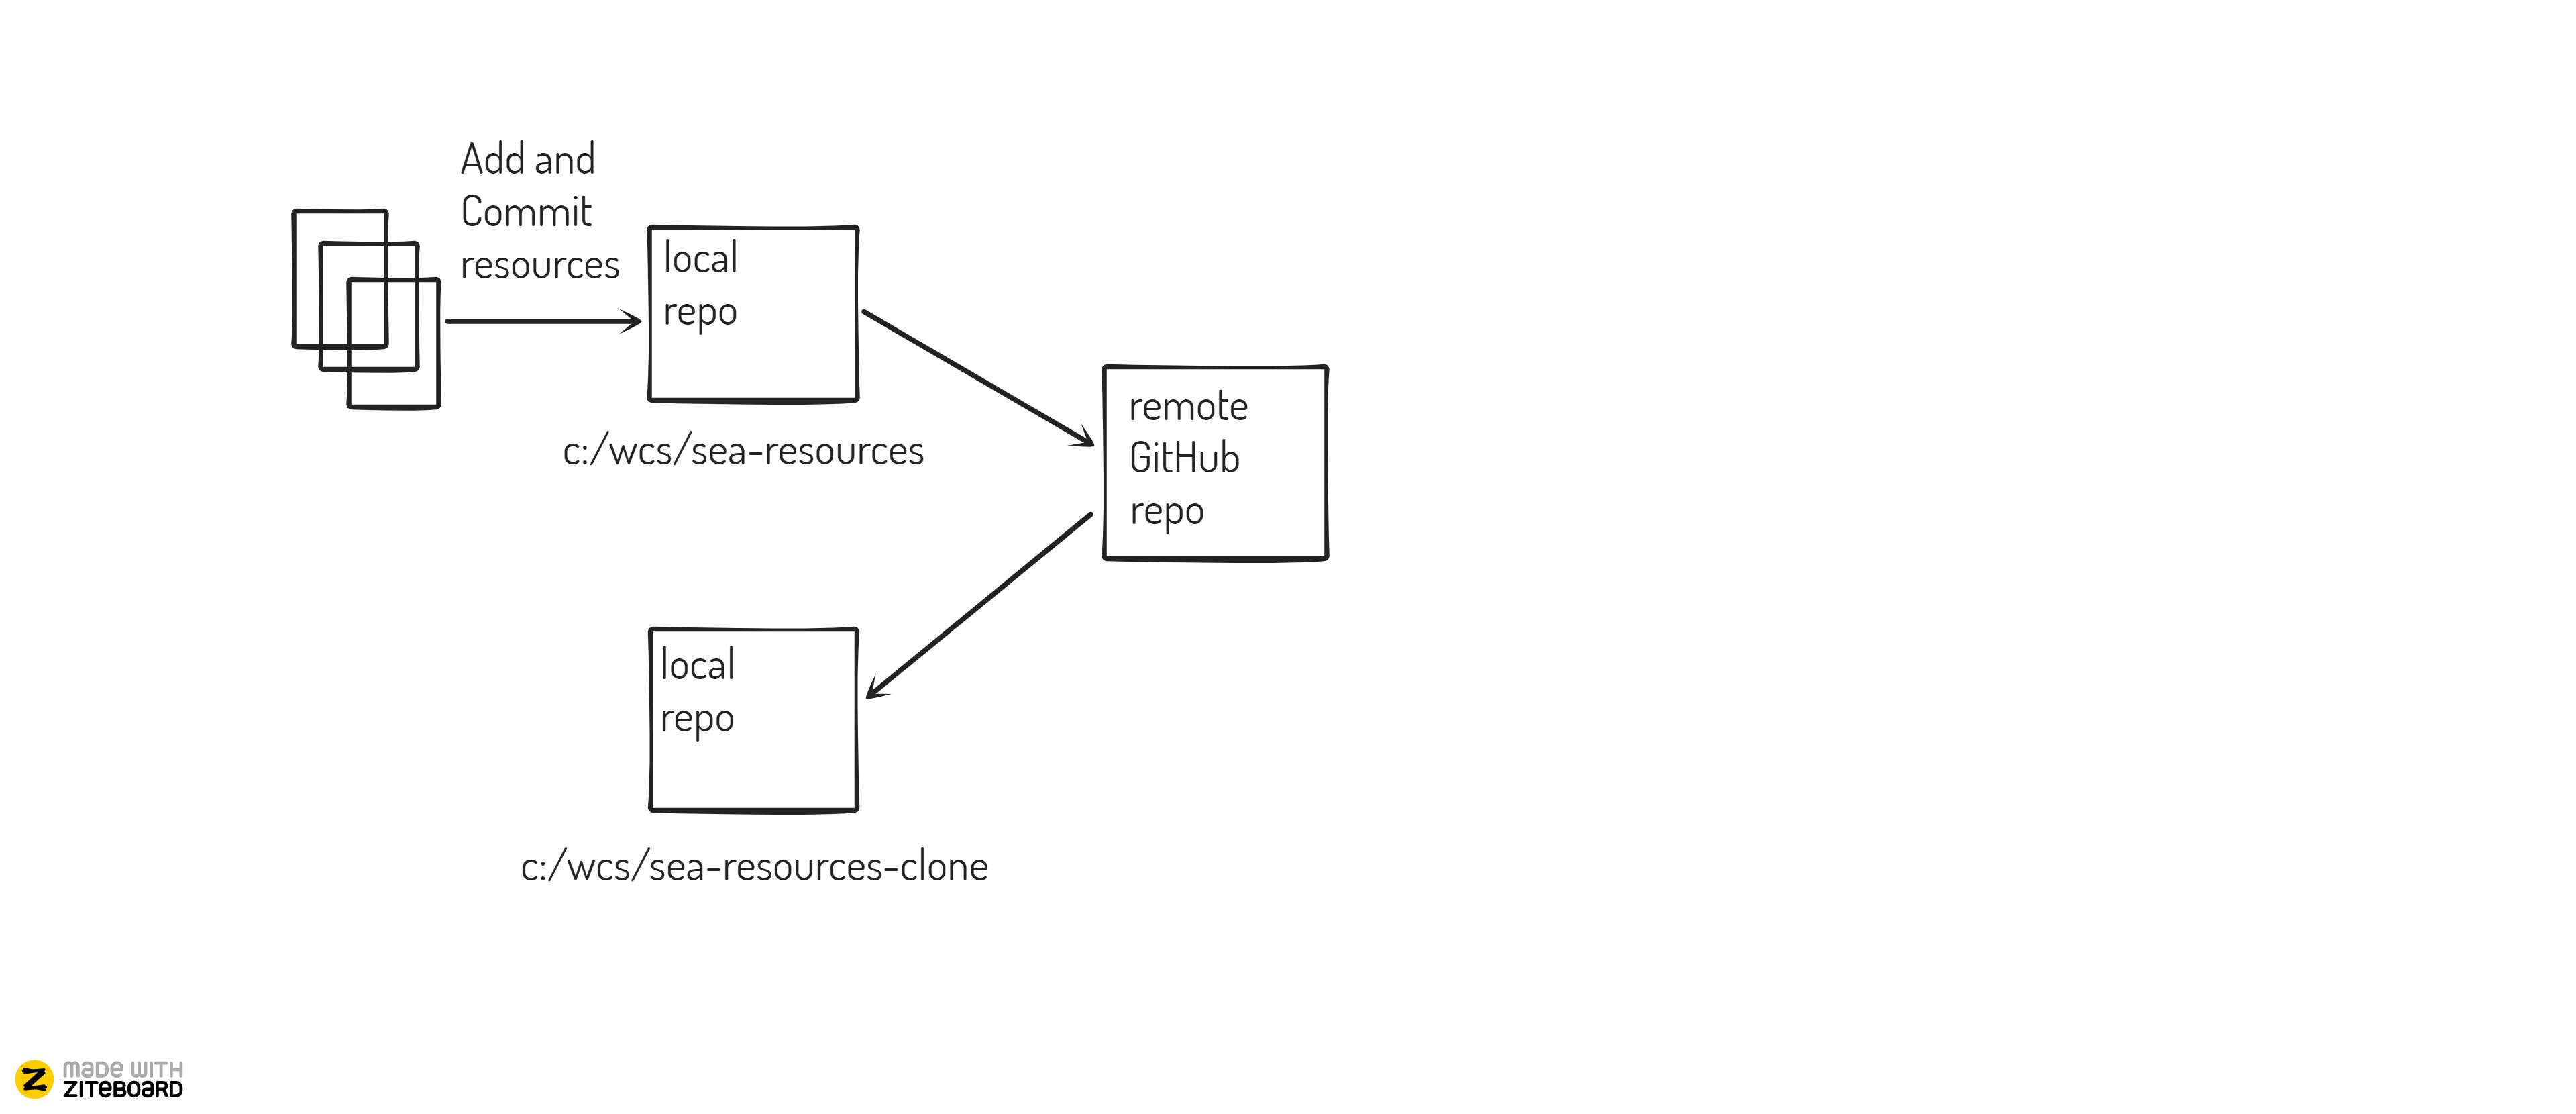 Add and
Commit
resources
local
repo
c:/wcs/sea-resources
remote
GitHub
repo
local
repo
c:/wcs/sea-resources-clone
Z
MADE WITH
ZITEBOARD